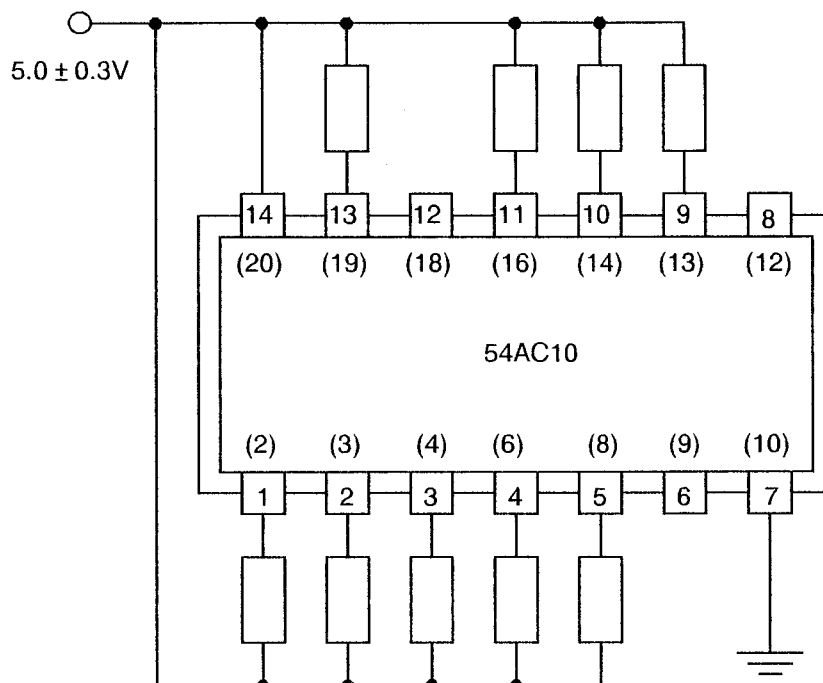 5.0 ± 0.3V
14 13 12 11 10 9 8
(20) (19) (18) (16) (14) (13) (12)
54AC10
(2) (3) (4) (6) (8) (9) (10)
1 2 3 4 5 6 7